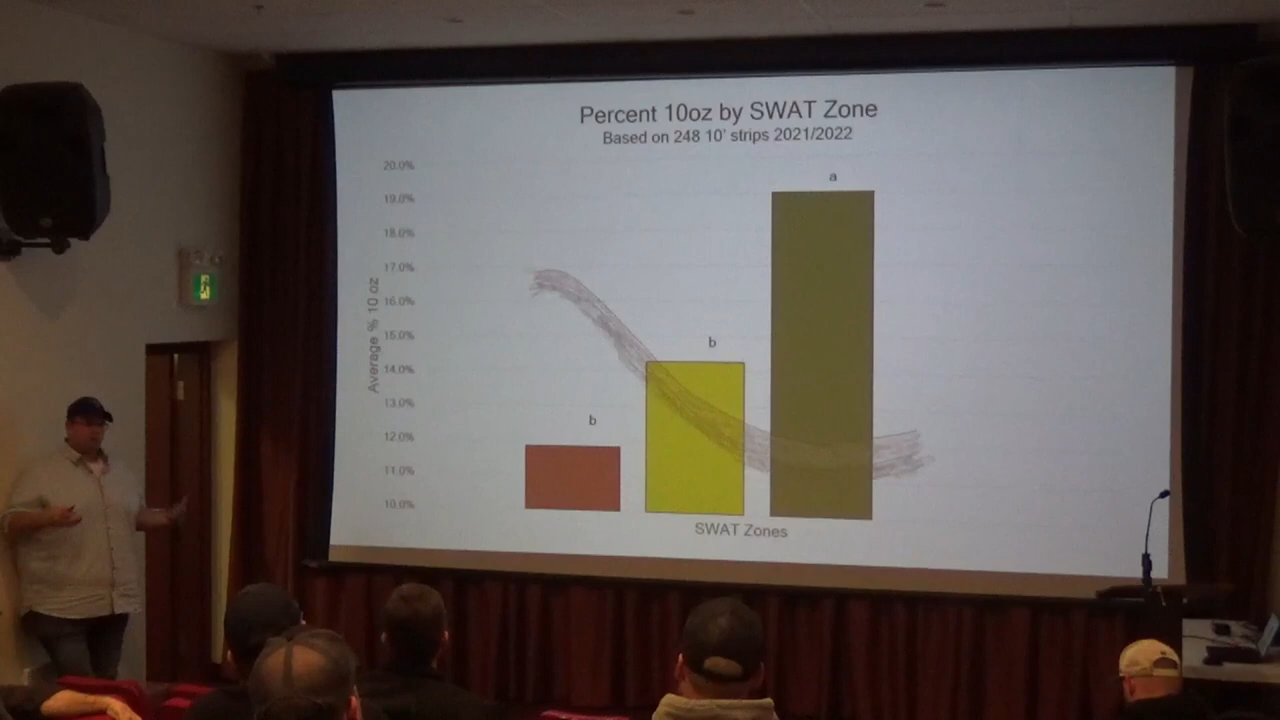 Percent 10oz by SWAT Zone
Based on 248 10' strips 2021/2022
20.0%
19.0%
18.0%
17.0%
16.0%
15.0%
14.0%
13.0%
12.0%
11.0%
10.0%
Average % 10 oz
b
b
a
SWAT Zones